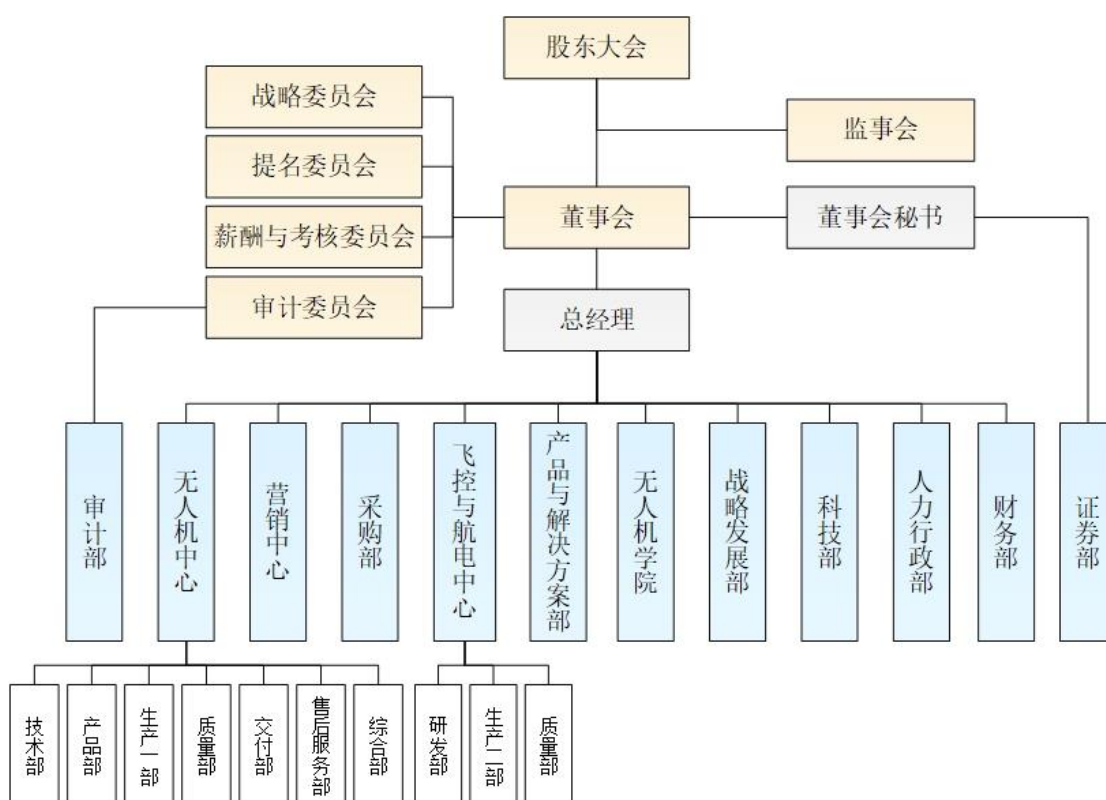 股东大会
战略委员会
监事会
提名委员会
董事会
董事会秘书
薪酬与考核委员会
审计委员会
总经理
审计部
无人机中心
营销中心
采购部
飞控与航电中心
产品与解决方案部
无人机学院
战略发展部
科技部
人力行政部
财务部
证券部
技术部
产品部
生产一部
质量部
交付部
售后服务部
综合部
研发部
生产二部
质量部